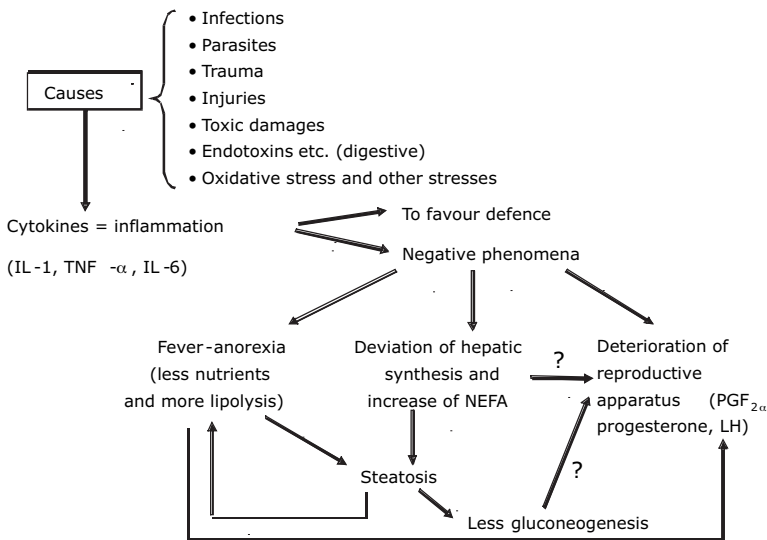 • Infections
• Parasites
• Trauma
Causes
• Injuries
• Toxic damages
• Endotoxins etc. (digestive)
• Oxidative stress and other stresses
Cytokines = inflammation
(IL-1, TNF -α, IL-6)
To favour defence
Negative phenomena
Fever-anorexia
(less nutrients
and more lipolysis)
Deviation of hepatic
synthesis and
increase of NEFA
?
Deterioration of
reproductive
apparatus (PGF2α
progesterone, LH)
Steatosis
?
Less gluconeogenesis